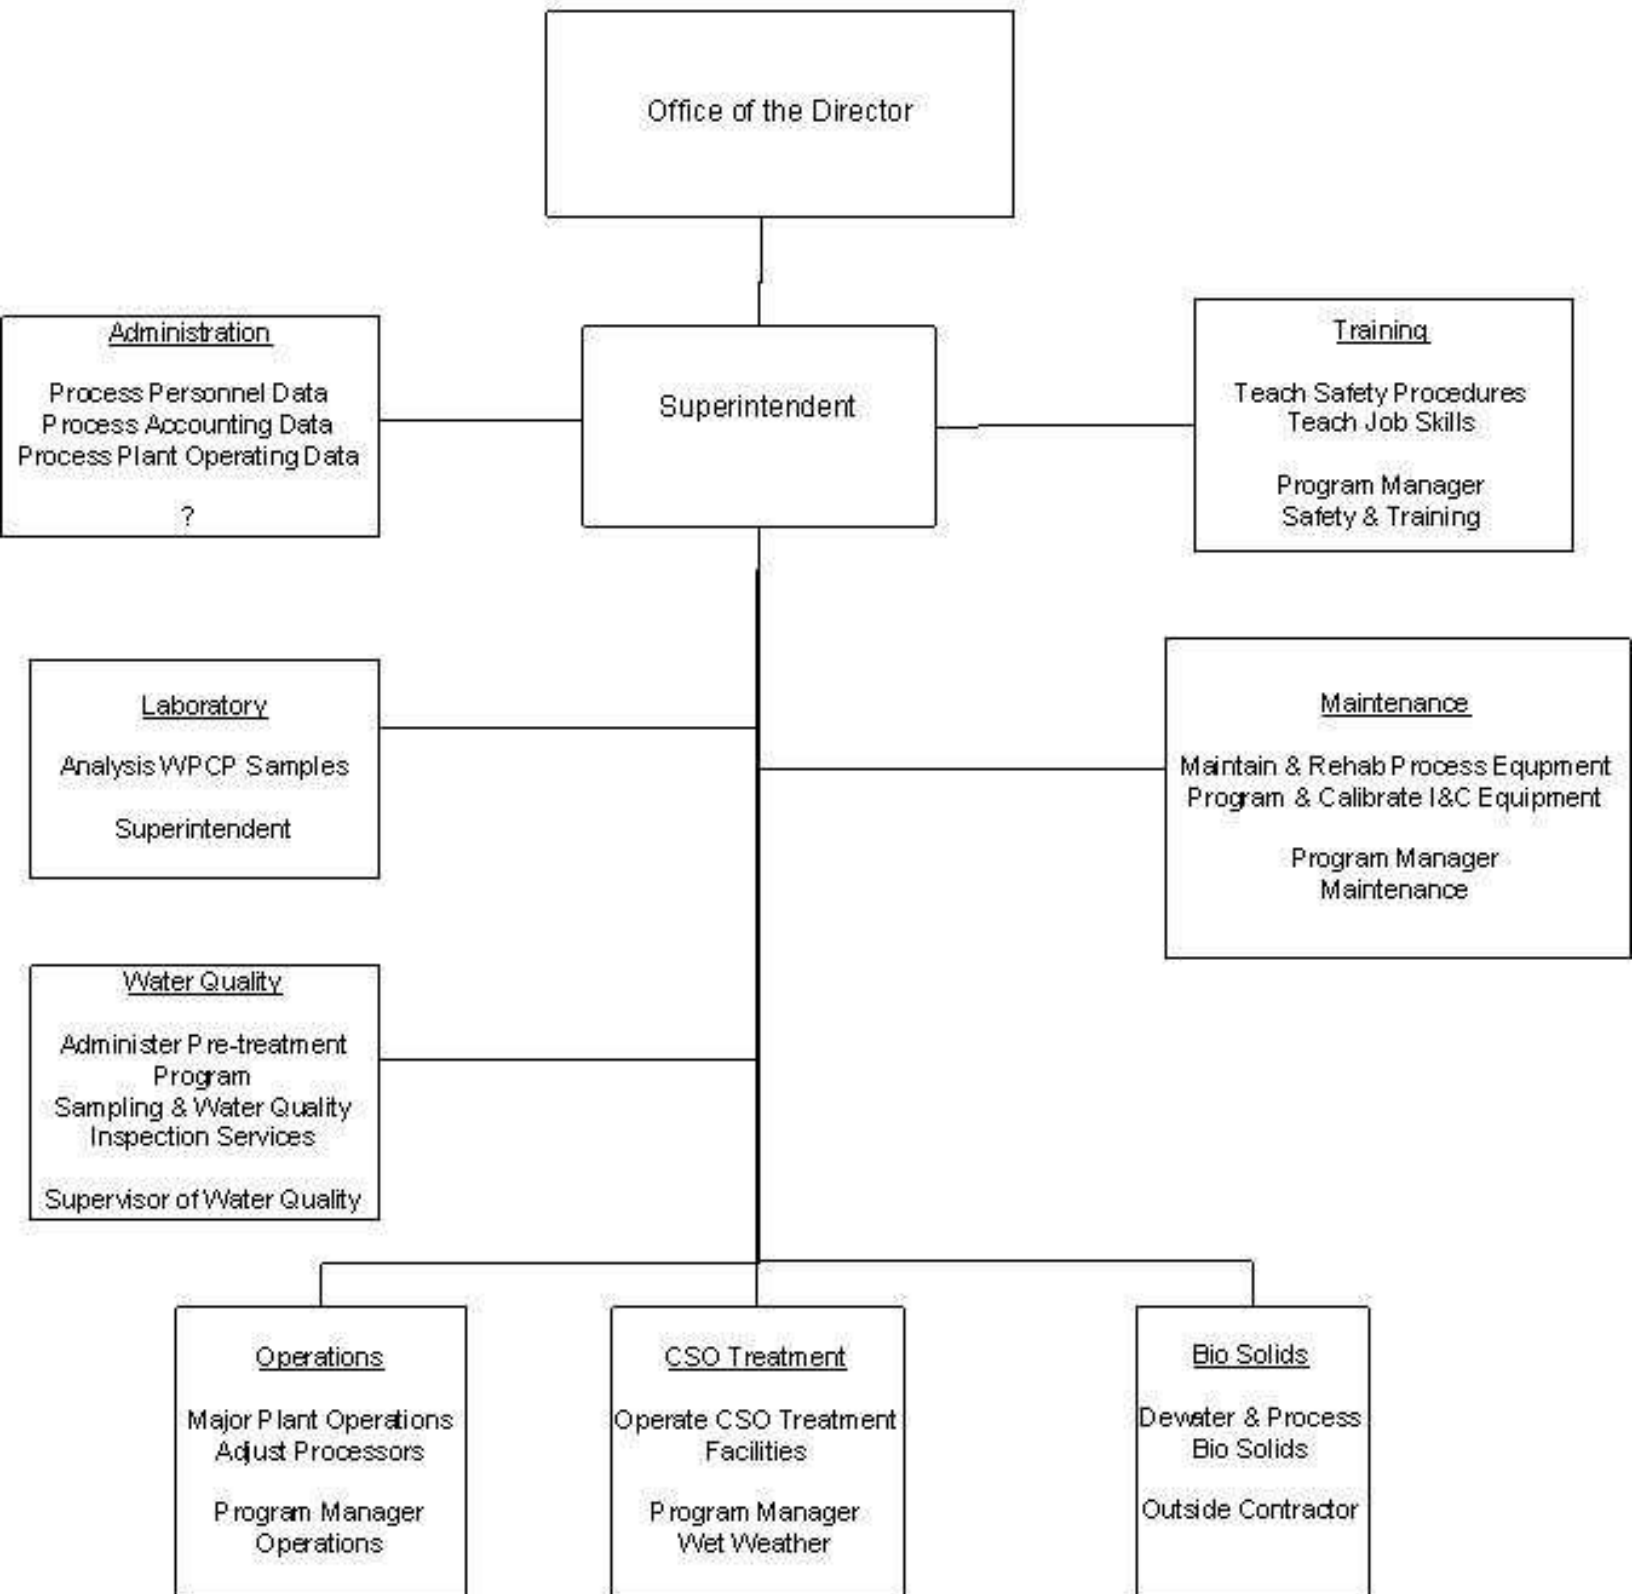 Office of the Director
Administration
Process Personnel Data
Process Accounting Data
Process Plant Operating Data
?
Superintendent
Training
Teach Safety Procedures
Teach Job Skills
Program Manager
Safety & Training
Laboratory
Analysis WPCP Samples
Superintendent
Maintenance
Maintain & Rehab Process Equpment
Program & Calibrate I&C Equipment
Program Manager
Maintenance
Water Quality
Administer Pre-treatment
Program
Sampling & Water Quality
Inspection Services
Supervisor of Water Quality
Operations
Major Plant Operations
Adjust Processors
Program Manager
Operations
CSO Treatment
Operate CSO Treatment
Facilities
Program Manager
Wet Weather
Bio Solids
Dewater & Process
Bio Solids
Outside Contractor